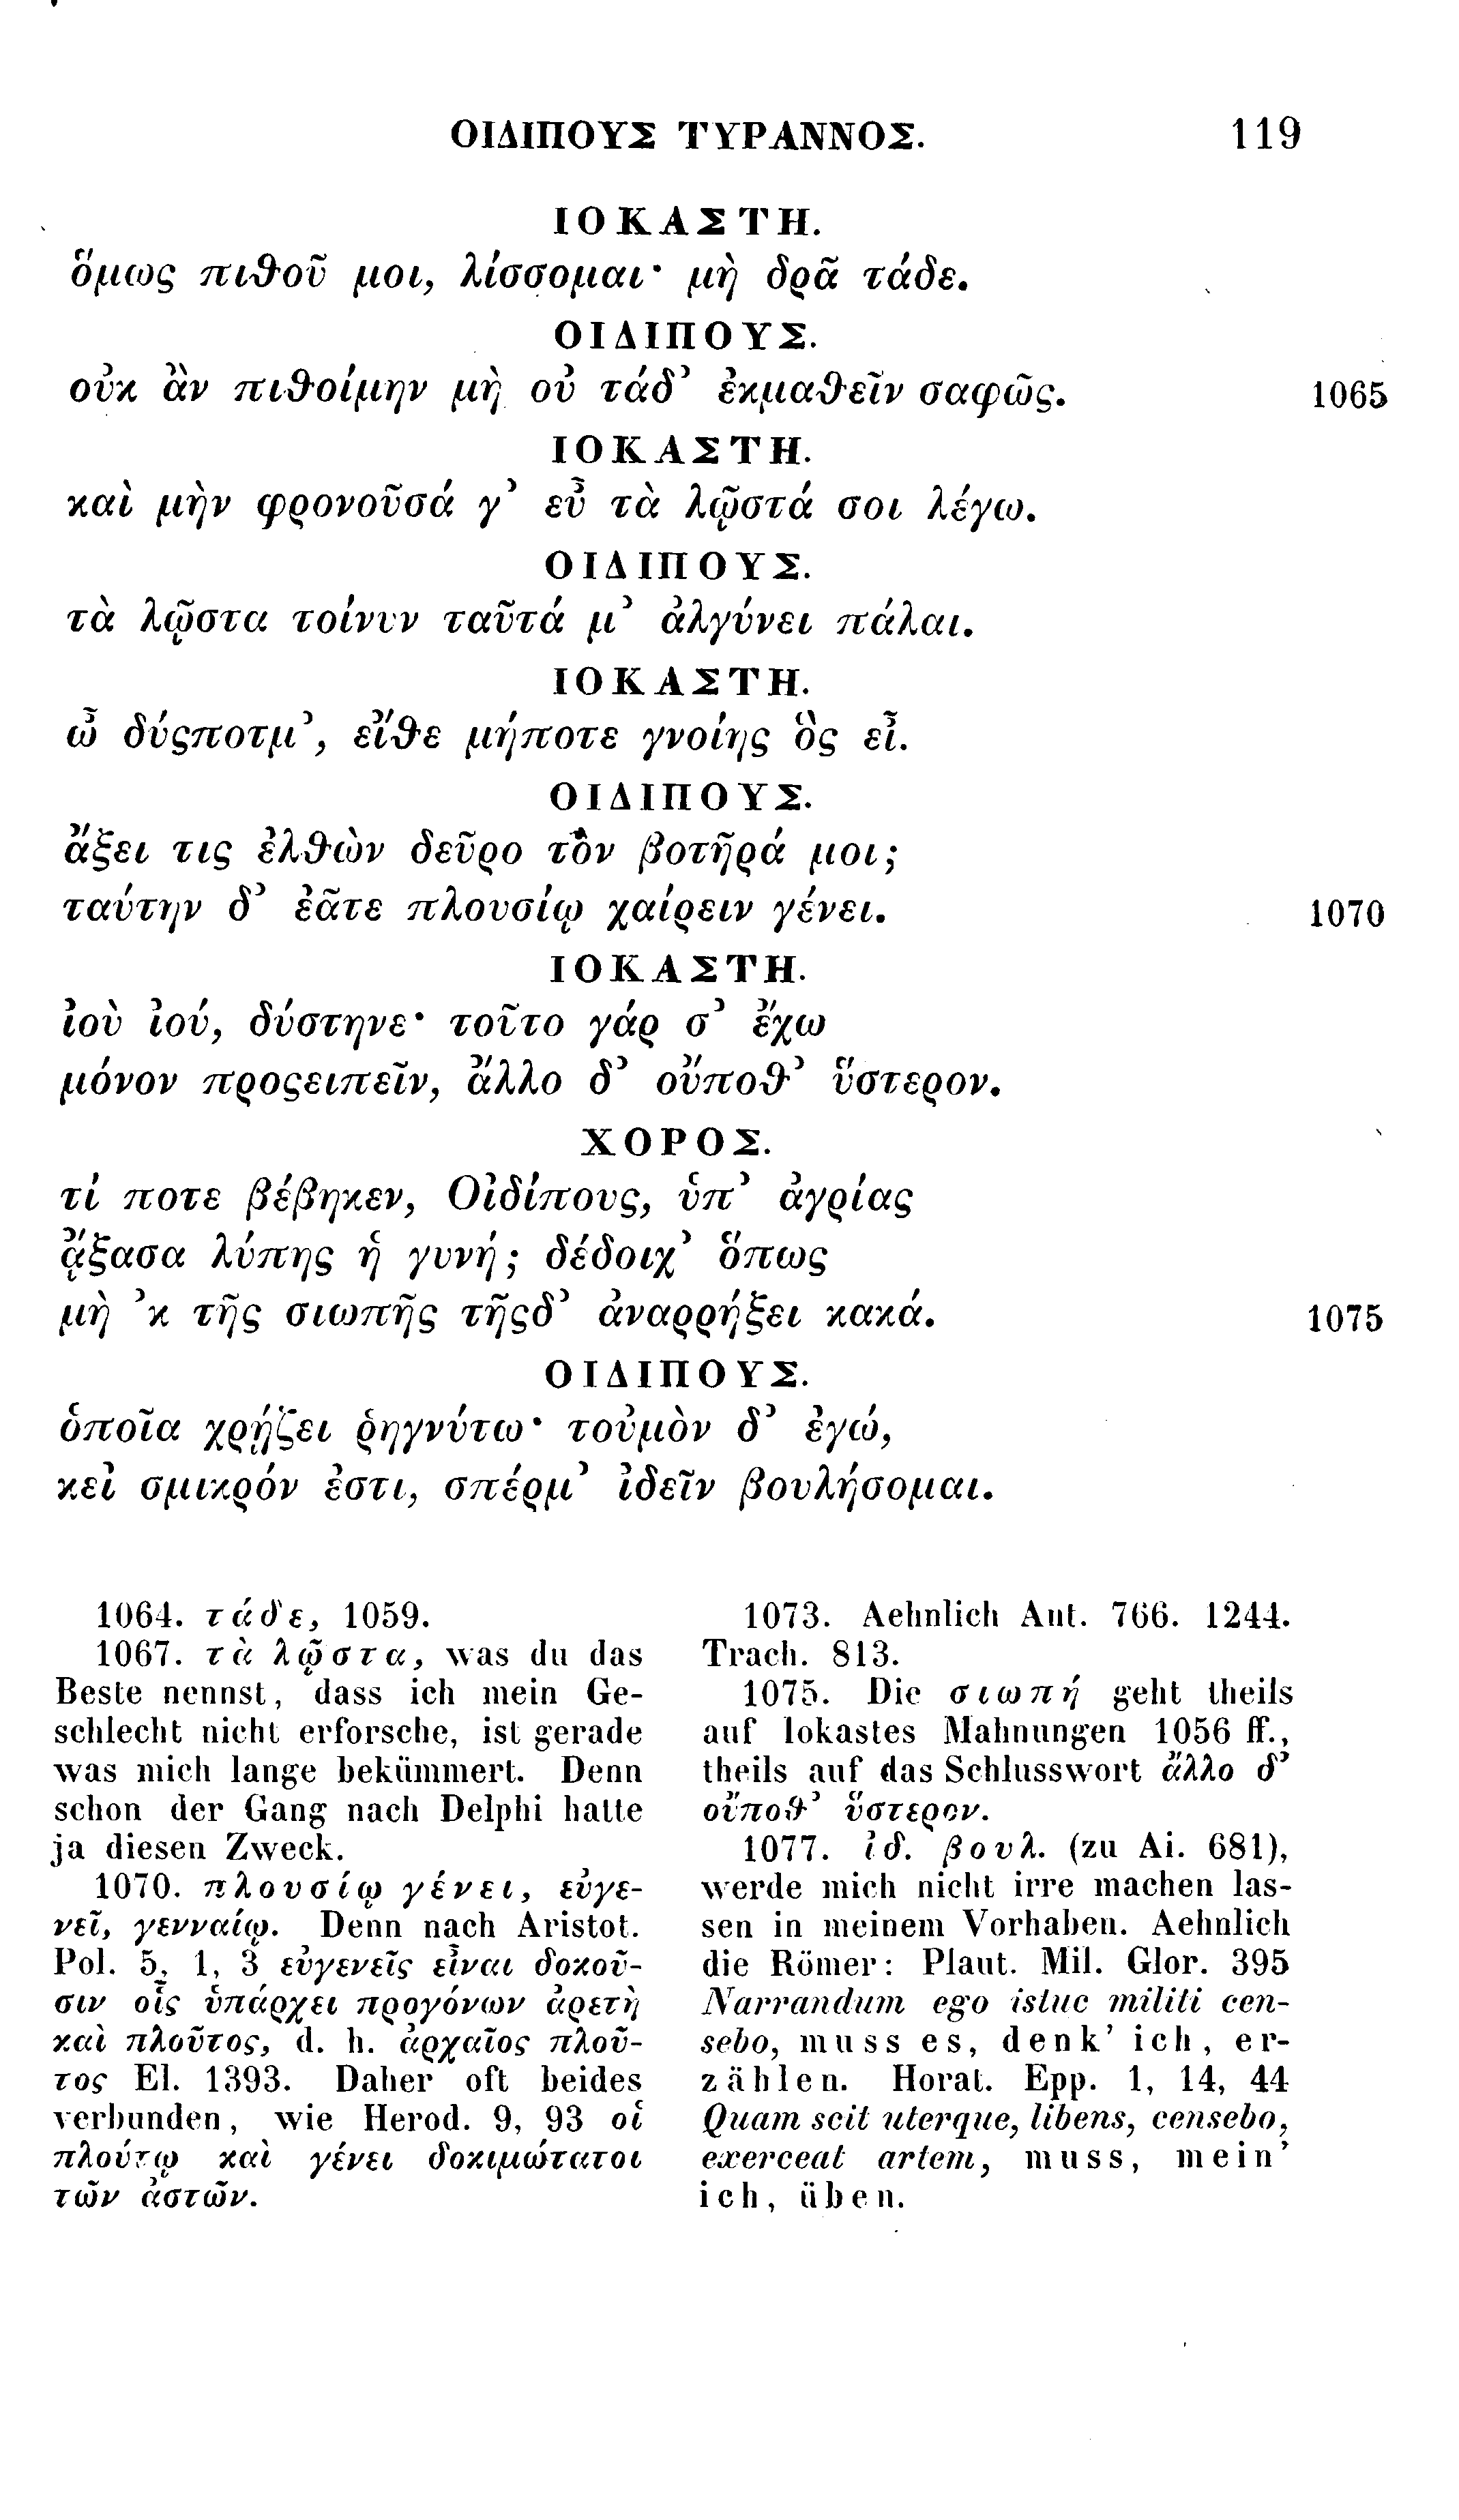 ΟΙΔΙΠΟΥΣ ΤΥΡΑΝΝΟΣ. 119
ΙΟΚΑΣΤΗ.
ὅμως πιϑοῦ μοι, λίσσομαι· μὴ δρᾶ τάδε.
ΟΙΔΙΠΟΥΣ.
οὐκ ἂν πιϑοίμην μὴ οὐ τάδ’ ἐκμαϑεῖν σαφῶς. 1065
ΙΟΚΑΣΤΗ.
καὶ μὴν φρονοῦσά γ’ εὖ τὰ λῷστά σοι λέγω.
ΟΙΔΙΠΟΥΣ.
τὰ λῷστα τοίνυν ταῦτά μ’ ἀλγύνει πάλαι.
ΙΟΚΑΣΤΗ.
ὦ δύςποτμ’, εἴϑε μήποτε γνοίης ὃς εἶ.
ΟΙΔΙΠΟΥΣ.
ἄξει τις ἐλϑὼν δεῦρο τὸν βοτῆρά μοι;
ταύτην δ’ ἐᾶτε πλουσίῳ χαίρειν γένει. 1070
ΙΟΚΑΣΤΗ.
ἰοὺ ἰού, δύστηνε· τοῦτο γάρ σ’ ἔχω
μόνον προςειπεῖν, ἄλλο δ’ οὔποϑ’ ὕστερον.
ΧΟΡΟΣ.
τί ποτε βέβηκεν, Οἰδίπους, ὑπ’ ἀγρίας
ᾄξασα λύπης ἡ γυνή; δέδοιχ’ ὅπως
μὴ ’κ τῆς σιωπῆς τῆςδ’ ἀναρρήξει κακά. 1075
ΟΙΔΙΠΟΥΣ.
ὁποῖα χρῄζει ῥηγνύτω· τοὐμὸν δ’ ἐγώ,
κεἰ σμικρόν ἐστι, σπέρμ’ ἰδεῖν βουλήσομαι.
1064. τάδε, 1059.
1067. τὰ λῷστα, was du das
Beste nennst, dass ich mein Ge-
schlecht nicht erforsche, ist gerade
was mich lange bekümmert. Denn
schon der Gang nach Delphi hatte
ja diesen Zweck.
1070. πλουσίῳ γένει, εὐγε-
νεῖ, γενναίῳ. Denn nach Aristot.
Pol. 5, 1, 3 εὐγενεῖς εἶναι δοκοῦ-
σιν οἷς ὑπάρχει προγόνων ἀρετὴ
καὶ πλοῦτος, d. h. ἀρχαῖος πλοῦ-
τος El. 1393. Daher oft beides
verbunden, wie Herod. 9, 93 οἱ
πλούτῳ καὶ γένει δοκιμώτατοι
τῶν ἀστῶν.
1073. Aehnlich Ant. 766. 1244.
Trach. 813.
1075. Die σιωπή geht theils
auf Iokastes Mahnungen 1056 ff.,
theils auf das Schlusswort ἄλλο δ’
οὔποϑ’ ὕστερον.
1077. ἰδ. βουλ. (zu Ai. 681),
werde mich nicht irre machen las-
sen in meinem Vorhaben. Aehnlich
die Römer: Plaut. Mil. Glor. 395
Narrandum ego istuc militi cen-
sebo, muss es, denk’ ich, er-
zählen. Horat. Epp. 1, 14, 44
Quam scit uterque, libens, censebo,
exerceat artem, muss, mein’
ich, üben.